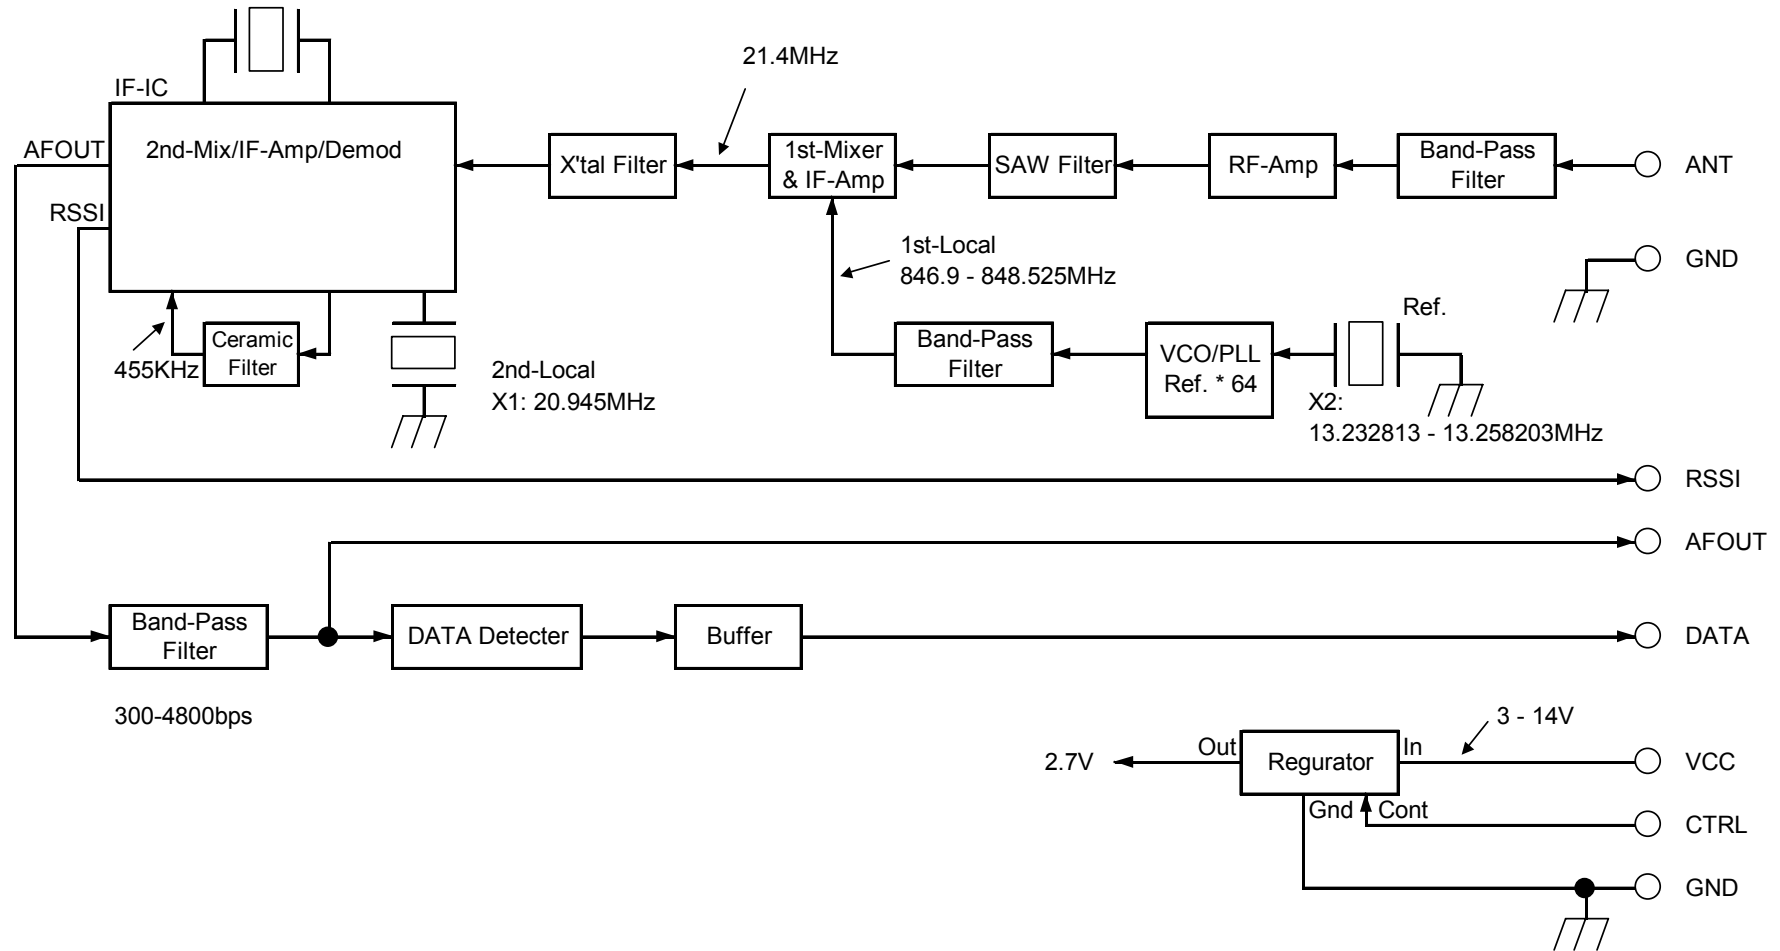 21.4MHz
IF-IC
AFOUT
2nd-Mix/IF-Amp/Demod
X'tal Filter
1st-Mixer
& IF-Amp
SAW Filter
RF-Amp
Band-Pass
Filter
ANT
RSSI
1st-Local
846.9 - 848.525MHz
GND
Ref.
Ceramic
Filter
455KHz
2nd-Local
X1: 20.945MHz
Band-Pass
Filter
VCO/PLL
Ref. * 64
X2:
13.232813 - 13.258203MHz
RSSI
AFOUT
Band-Pass
Filter
DATA Detecter
Buffer
DATA
300-4800bps
3 - 14V
2.7V
Out
Regurator
In
VCC
Gnd
Cont
CTRL
GND